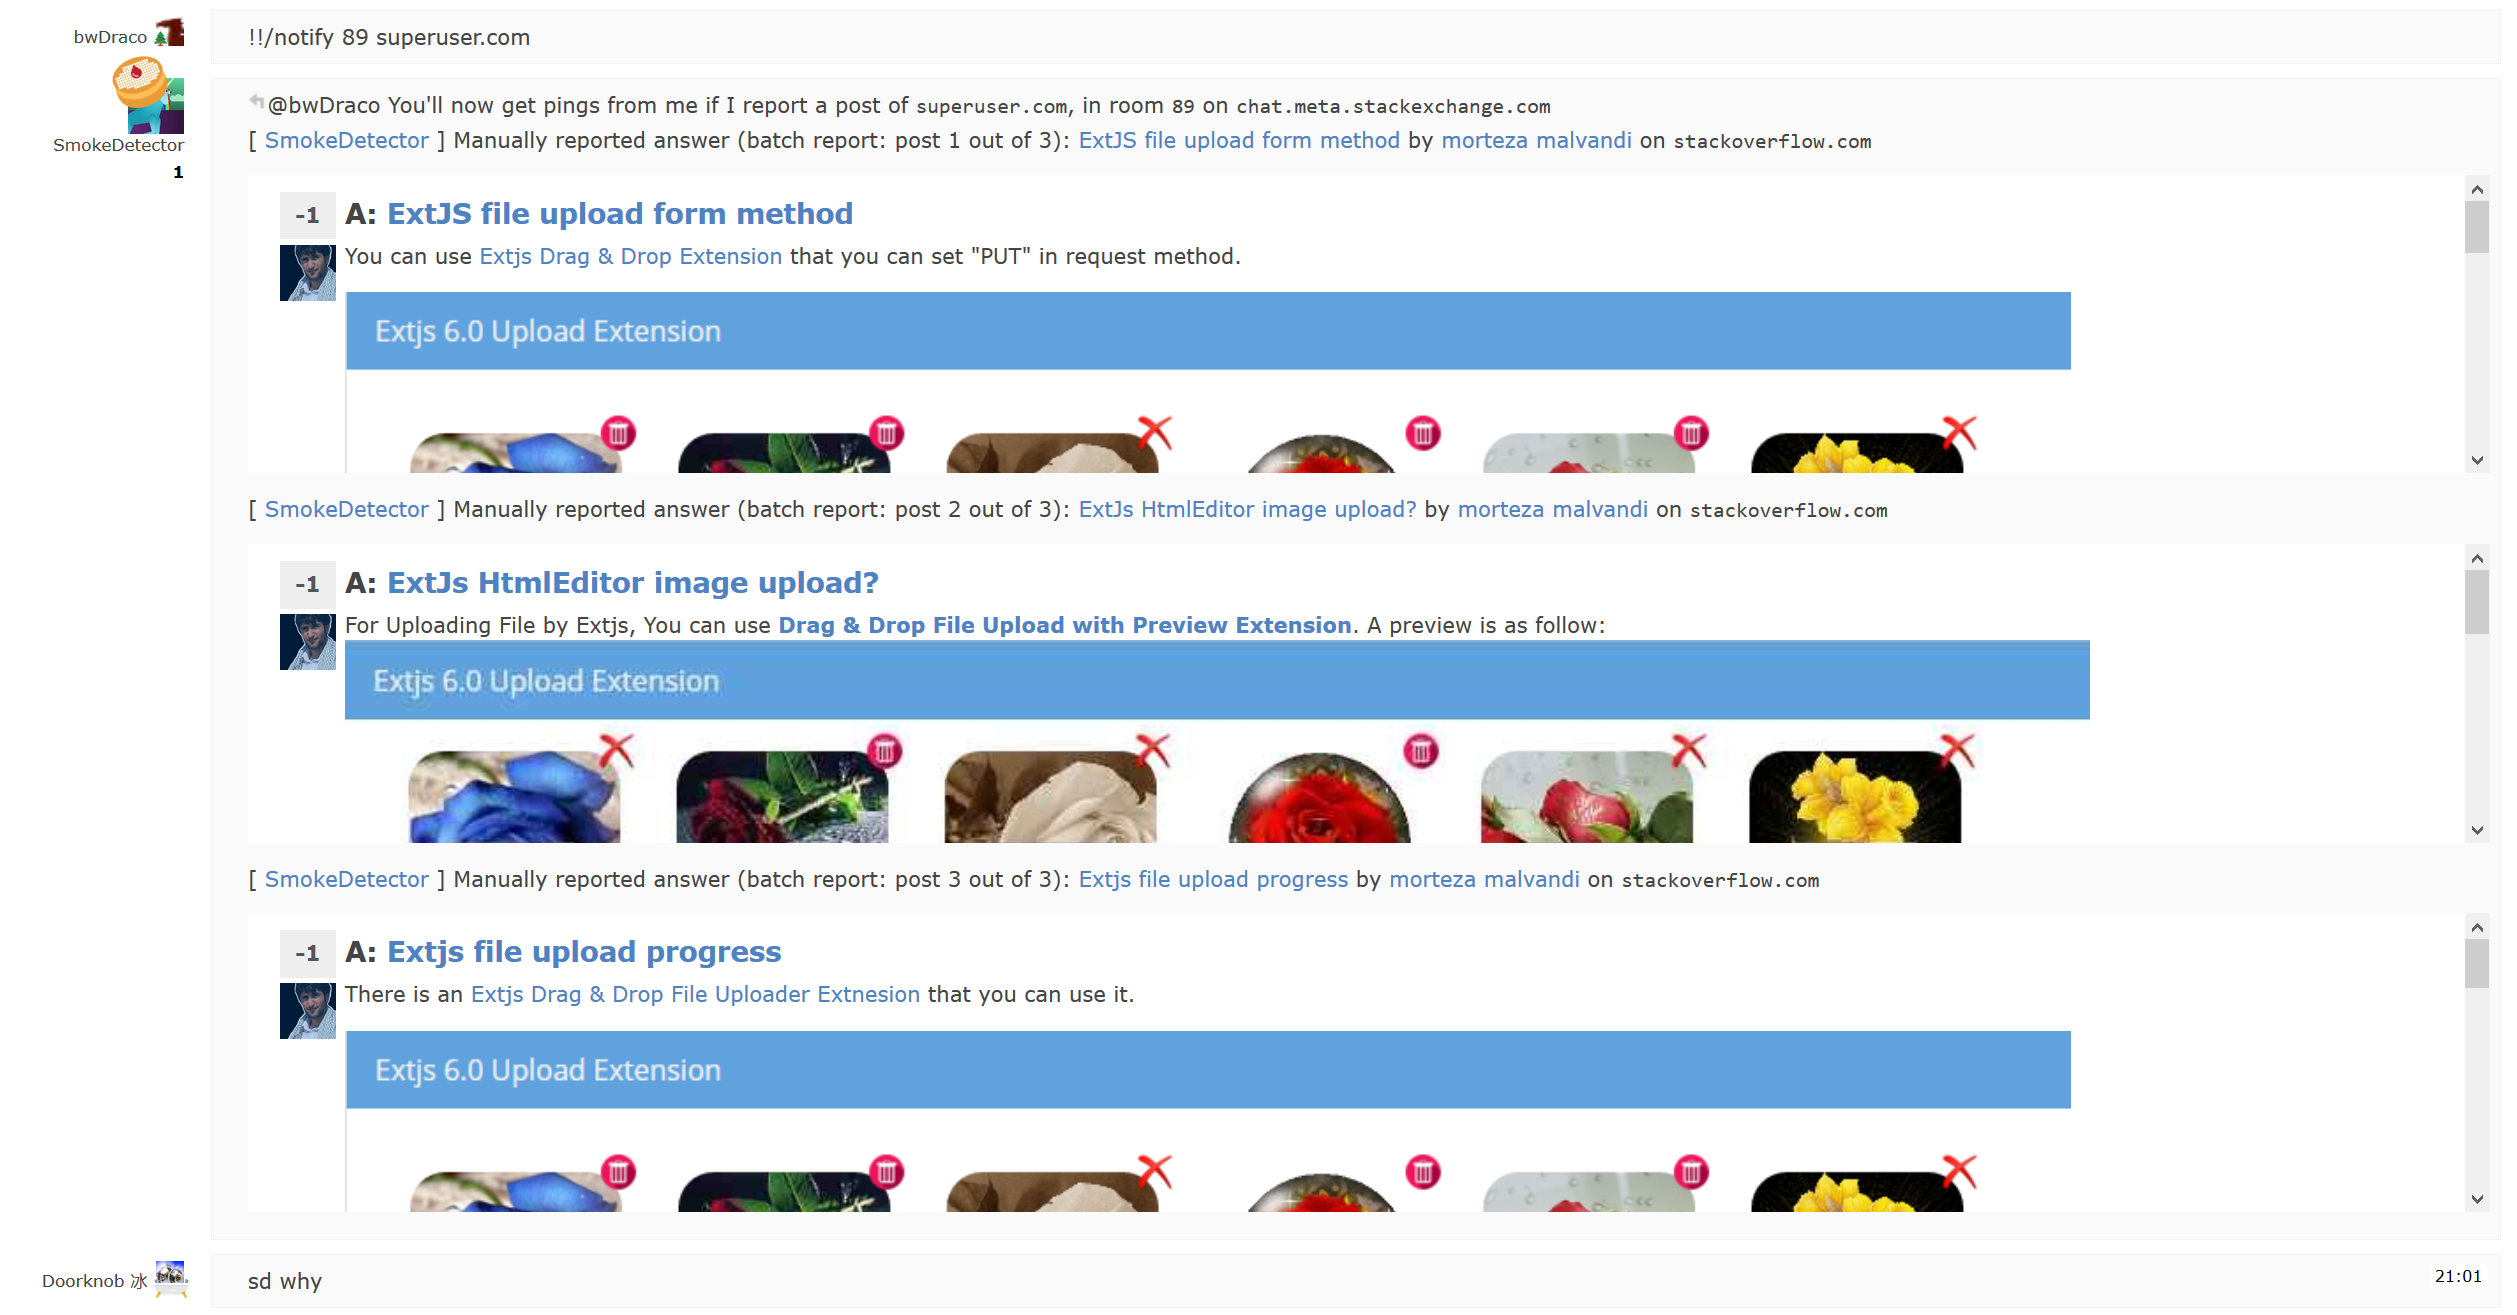 bwDraco
!!/notify 89 superuser.com
SmokeDetector
1
@bwDraco You'll now get pings from me if I report a post of superuser.com, in room 89 on chat.meta.stackexchange.com
[ SmokeDetector ] Manually reported answer (batch report: post 1 out of 3): ExtJS file upload form method by morteza malvandi on stackoverflow.com
-1 A: ExtJS file upload form method
You can use Extjs Drag & Drop Extension that you can set "PUT" in request method.
Extjs 6.0 Upload Extension
[ SmokeDetector ] Manually reported answer (batch report: post 2 out of 3): ExtJs HtmlEditor image upload? by morteza malvandi on stackoverflow.com
-1 A: ExtJs HtmlEditor image upload?
For Uploading File by Extjs, You can use Drag & Drop File Upload with Preview Extension. A preview is as follow:
Extjs 6.0 Upload Extension
[ SmokeDetector ] Manually reported answer (batch report: post 3 out of 3): Extjs file upload progress by morteza malvandi on stackoverflow.com
-1 A: Extjs file upload progress
There is an Extjs Drag & Drop File Uploader Extnesion that you can use it.
Extjs 6.0 Upload Extension
Doorknob 冰
sd why
21:01